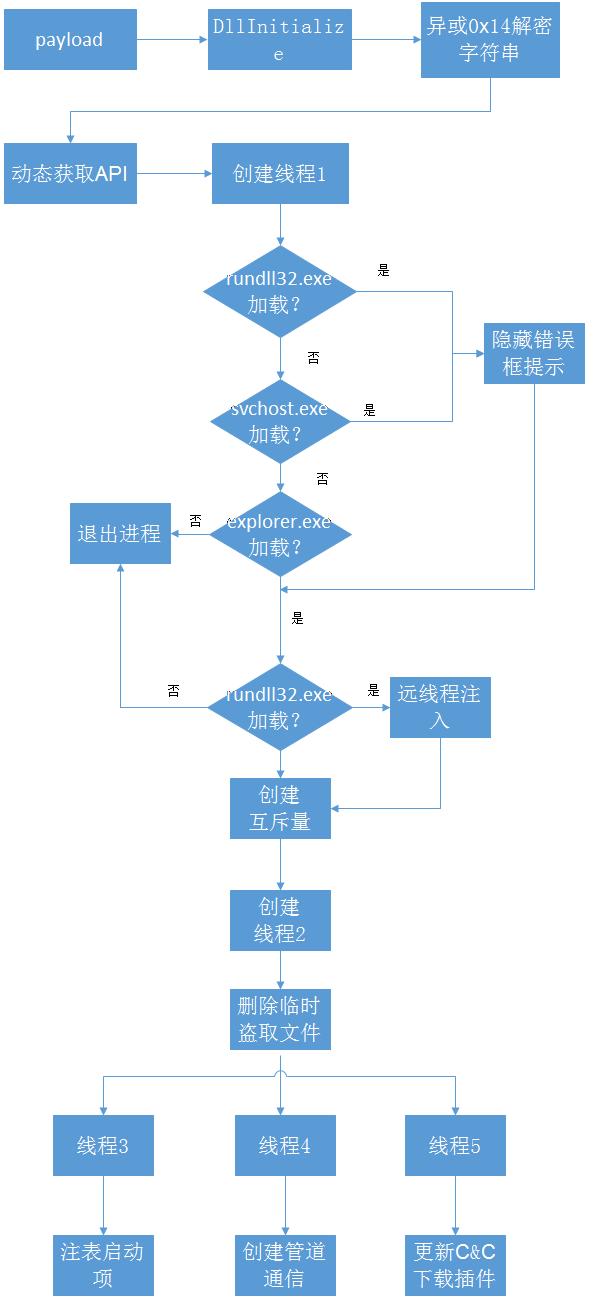 payload
DllInitializ
e
异或0x14解密
字符串
动态获取API
创建线程1
rundll32.exe
加载？
是
否
隐藏错误
框提示
svchost.exe
加载？
是
否
explorer.exe
加载？
否
退出进程
是
rundll32.exe
加载？
否
是
远线程注
入
创建
互斥量
创建
线程2
删除临时
盗取文件
线程3
线程4
线程5
注表启动
项
创建管道
通信
更新C&C
下载插件